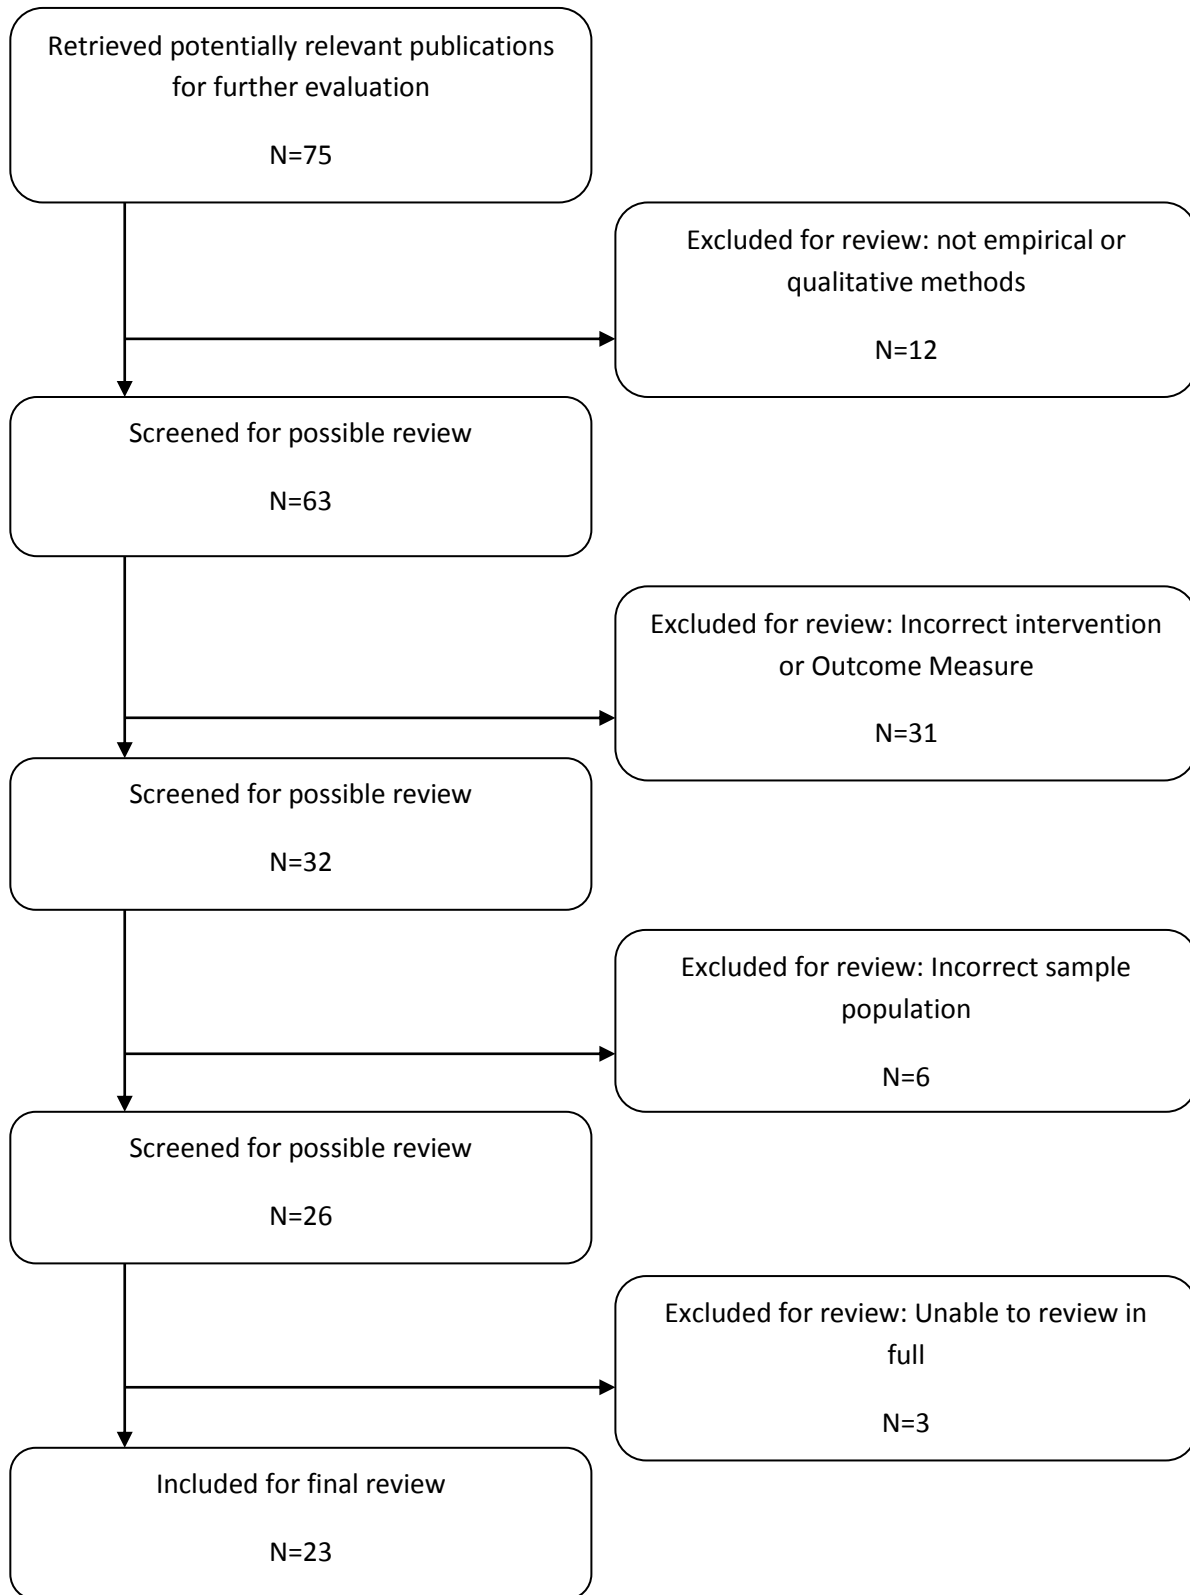 Retrieved potentially relevant publications
for further evaluation
N=75
Excluded for review: not empirical or
qualitative methods
N=12
Screened for possible review
N=63
Excluded for review: Incorrect intervention
or Outcome Measure
N=31
Screened for possible review
N=32
Excluded for review: Incorrect sample
population
N=6
Screened for possible review
N=26
Excluded for review: Unable to review in
full
N=3
Included for final review
N=23